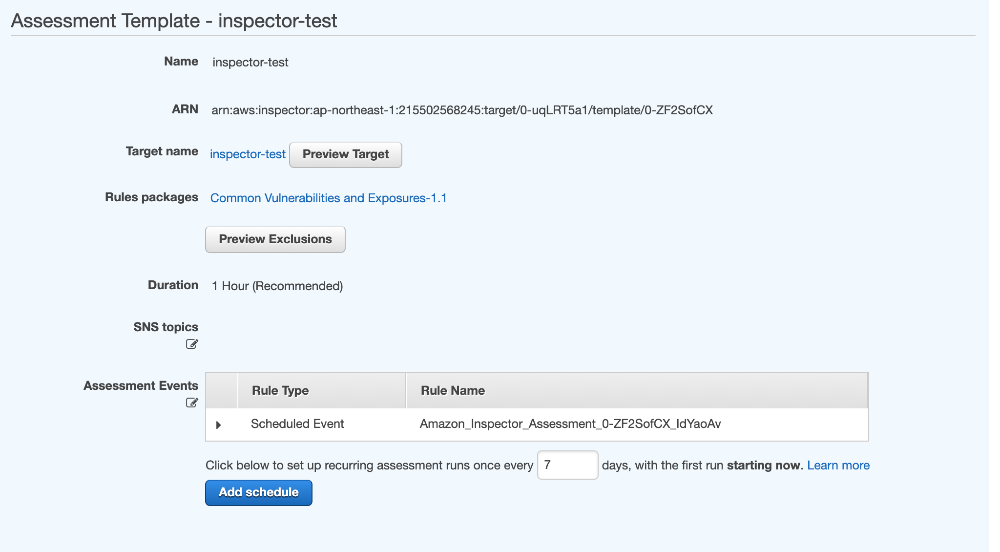 Assessment Template - inspector-test
Name inspector-test
ARN arn:aws:inspector:ap-northeast-1:215502568245:target/0-uqLRT5a1/template/0-ZF2SofCX
Target name inspector-test Preview Target
Rules packages Common Vulnerabilities and Exposures-1.1
Preview Exclusions
Duration 1 Hour (Recommended)
SNS topics
Assessment Events
Rule Type Rule Name
Scheduled Event Amazon_Inspector_Assessment_0-ZF2SofCX_IdYaoAv
Click below to set up recurring assessment runs once every 7 days, with the first run starting now. Learn more
Add schedule